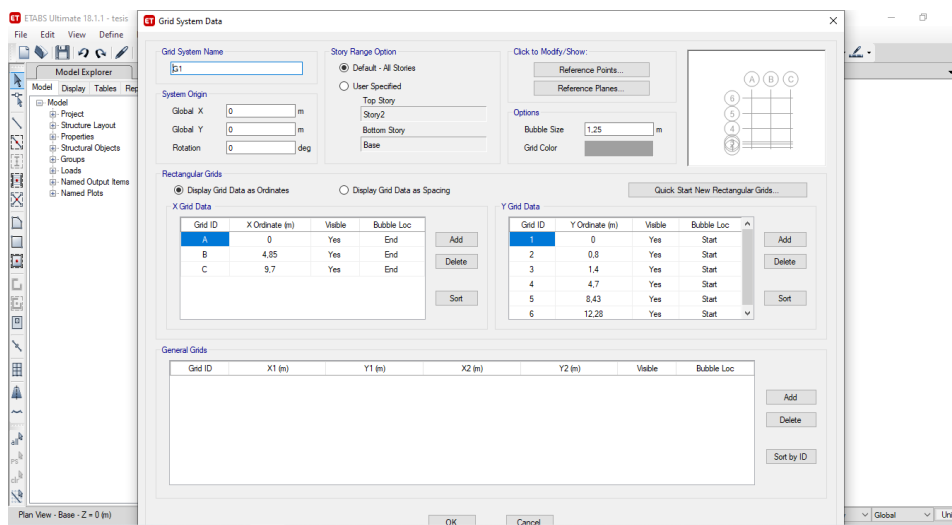 ETABS Ultimate 18.1.1 - tesis
File Edit View Define
Model Explorer
Model Display Tables Rep
Model
Project
Structure Layout
Properties
Structural Objects
Groups
Loads
Named Output Items
Named Plots
Grid System Data
Grid System Name
G1
System Origin
Global X 0 m
Global Y 0 m
Rotation 0 deg
Story Range Option
Default - All Stories
User Specified
Top Story
Story2
Bottom Story
Base
Click to Modify/Show:
Reference Points...
Reference Planes...
Options
Bubble Size 1,25 m
Grid Color
A B C
6
5
4
Rectangular Grids
Display Grid Data as Ordinates Display Grid Data as Spacing Quick Start New Rectangular Grids...
X Grid Data
Grid ID X Ordinate (m) Visible Bubble Loc
A 0 Yes End
B 4,85 Yes End
C 9,7 Yes End
Add
Delete
Sort
Y Grid Data
Grid ID Y Ordinate (m) Visible Bubble Loc
1 0 Yes Start
2 0,8 Yes Start
3 1,4 Yes Start
4 4,7 Yes Start
5 8,43 Yes Start
6 12,28 Yes Start
Add
Delete
Sort
General Grids
Grid ID X1 (m) Y1 (m) X2 (m) Y2 (m) Visible Bubble Loc
Add
Delete
Sort by ID
OK Cancel
Plan View - Base - Z = 0 (m)
Global